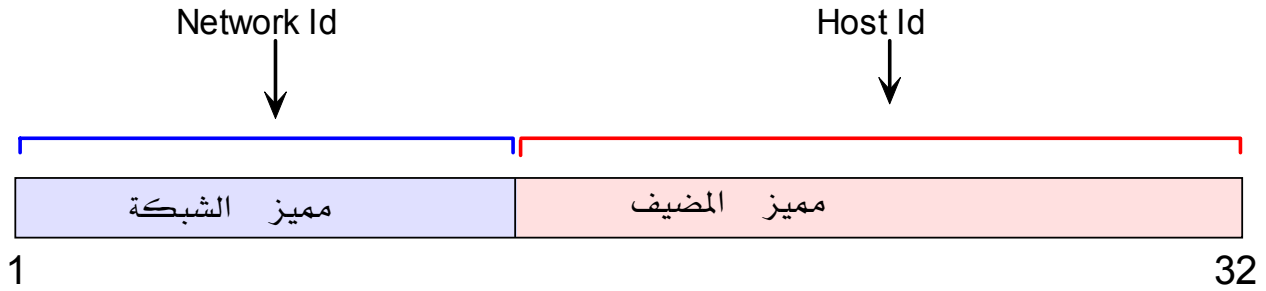 Network Id
Host Id
مميز الشبكة
مميز المضيف
1
32